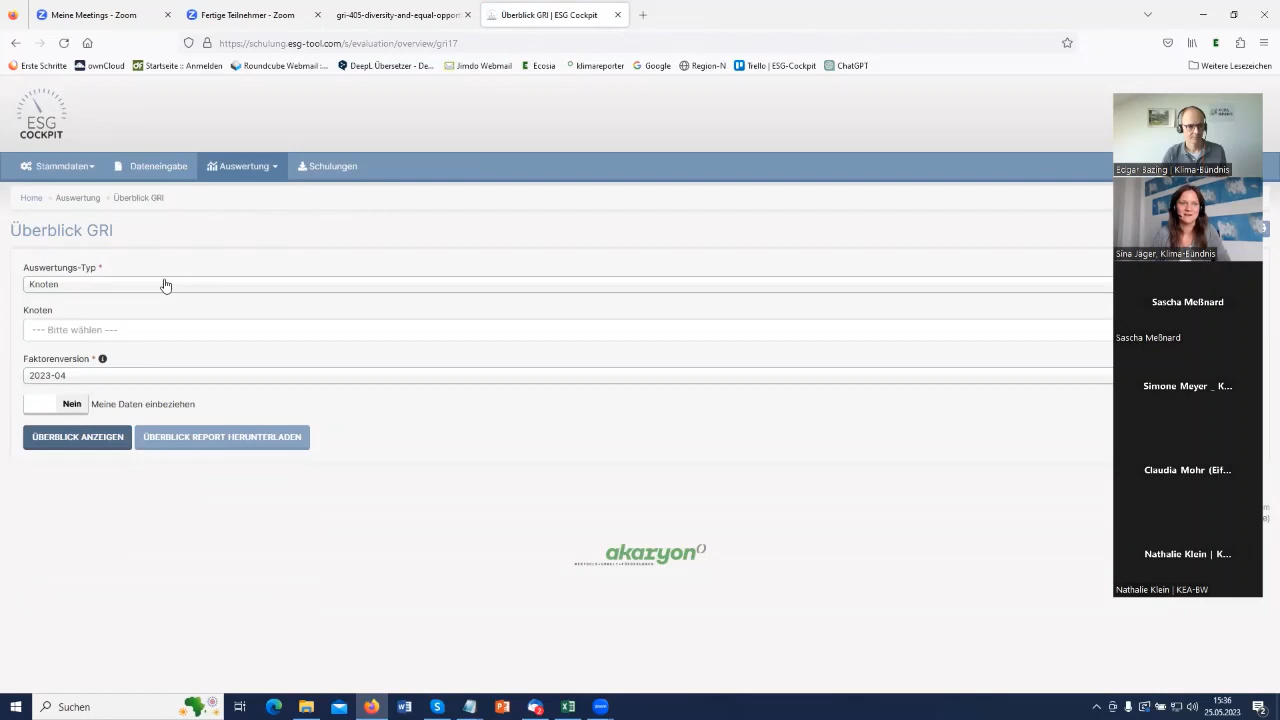 Meine Meetings - Zoom
Fertige Teilnehmer - Zoom
gri-405-diversity-and-equal-oppor
Überblick GRI | ESG Cockpit
https://schulung.esg-tool.com/s/evaluation/overview/gri17
Erste Schritte
ownCloud
Startseite :: Anmelden
Roundcube Webmail :...
DeepL Übersetzer - De...
Jimdo Webmail
Ecosia
klimareporter
Google
Region-N
Trello | ESG-Cockpit
ChatGPT
Weitere Lesezeichen
ESG
COCKPIT
Stammdaten
Dateneingabe
Auswertung
Schulungen
Home
Auswertung
Überblick GRI
Überblick GRI
Auswertungs-Typ *
Knoten
Knoten
--- Bitte wählen ---
Faktorenversion *
2023-04
Nein
Meine Daten einbeziehen
ÜBERBLICK ANZEIGEN
ÜBERBLICK REPORT HERUNTERLADEN
akaryon
Edgar Bazing | Klima-Bündnis
Sina Jäger, Klima-Bündnis
Sascha Meßnard
Sascha Meßnard
Simone Meyer _ K...
Claudia Mohr (Eif...
Nathalie Klein | K...
Nathalie Klein | KEA-BW
Suchen
15:36
25.05.2023
2